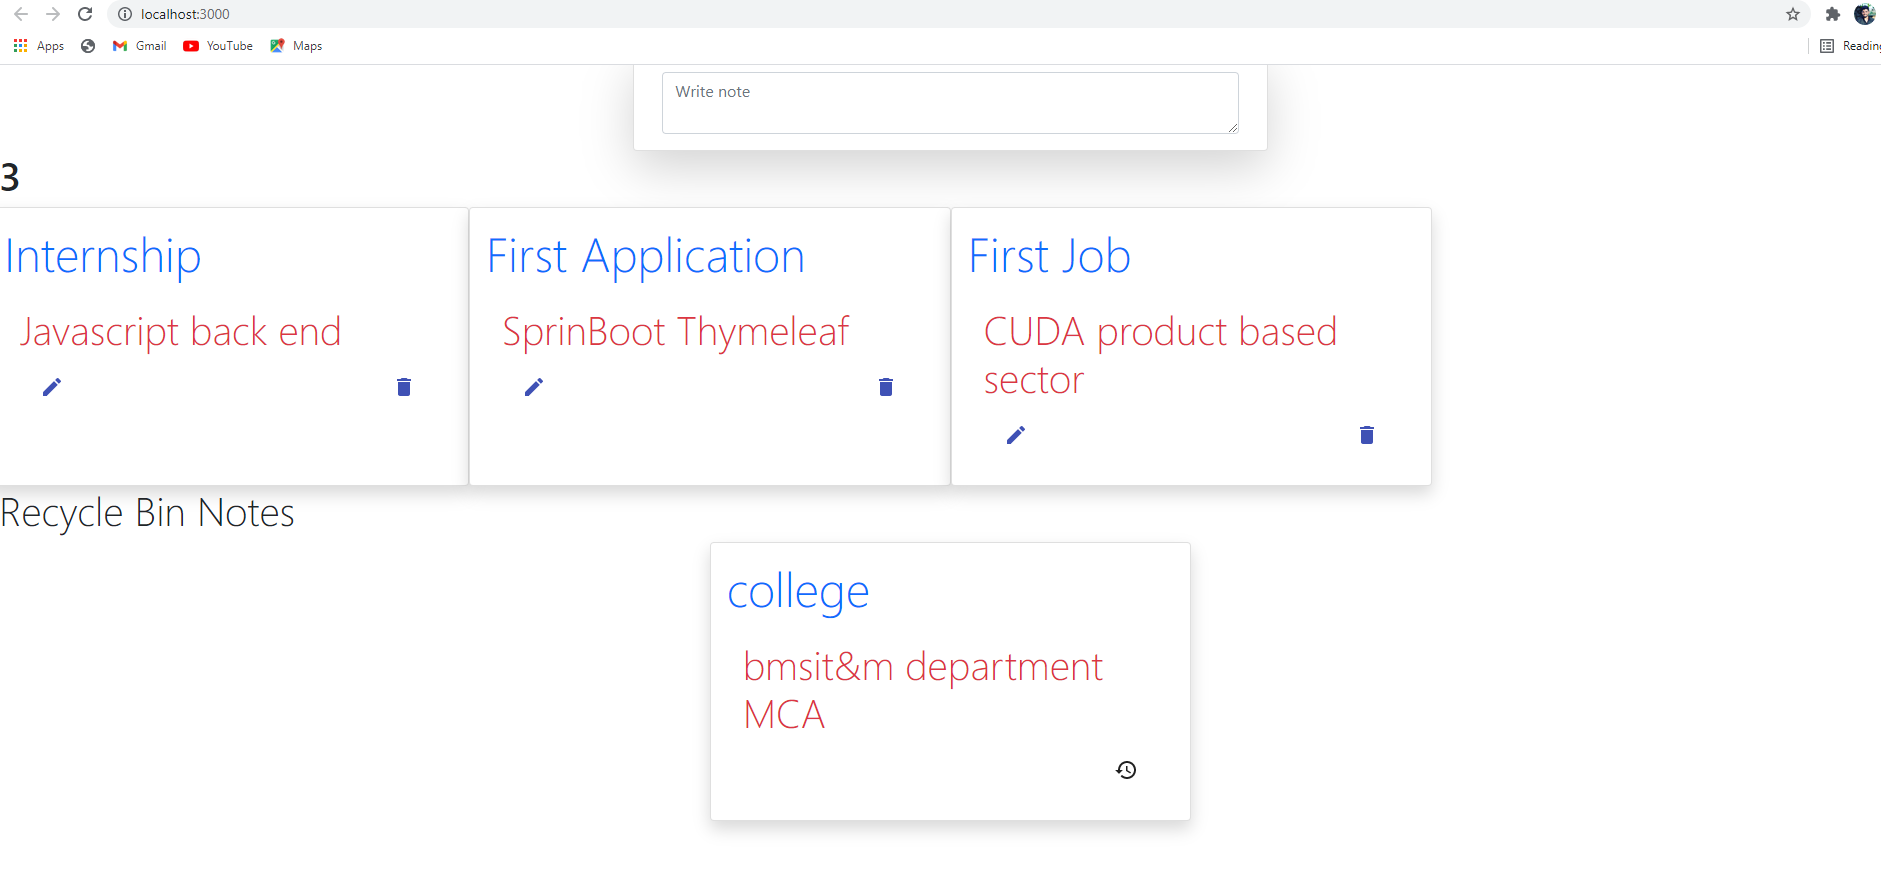 localhost:3000
Apps Gmail YouTube Maps Reading
Write note
3
Internship First Application First Job
Javascript back end SprinBoot Thymeleaf CUDA product based
sector
Recycle Bin Notes
college
bmsit&m department
MCA